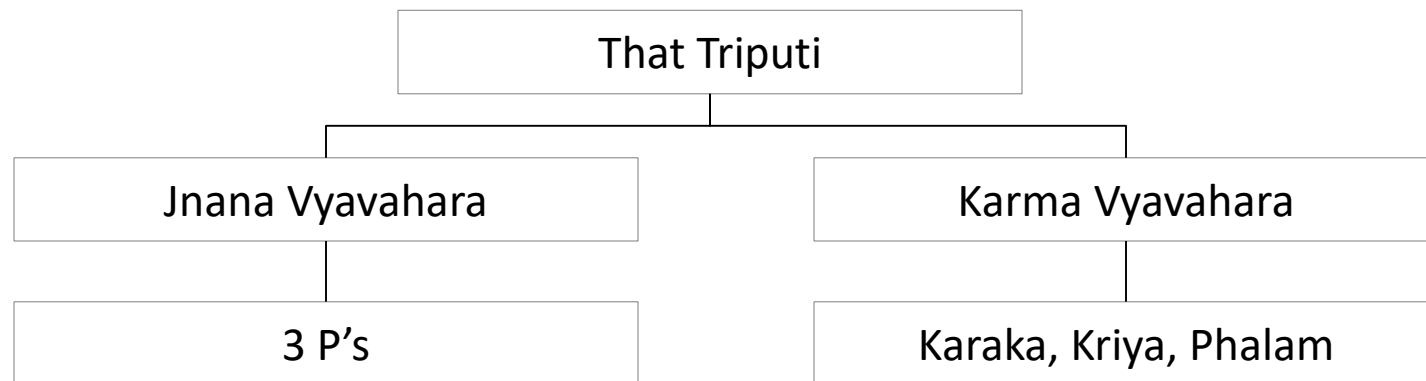 That Triputi
Jnana Vyavahara
Karma Vyavahara
3 P’s
Karaka, Kriya, Phalam